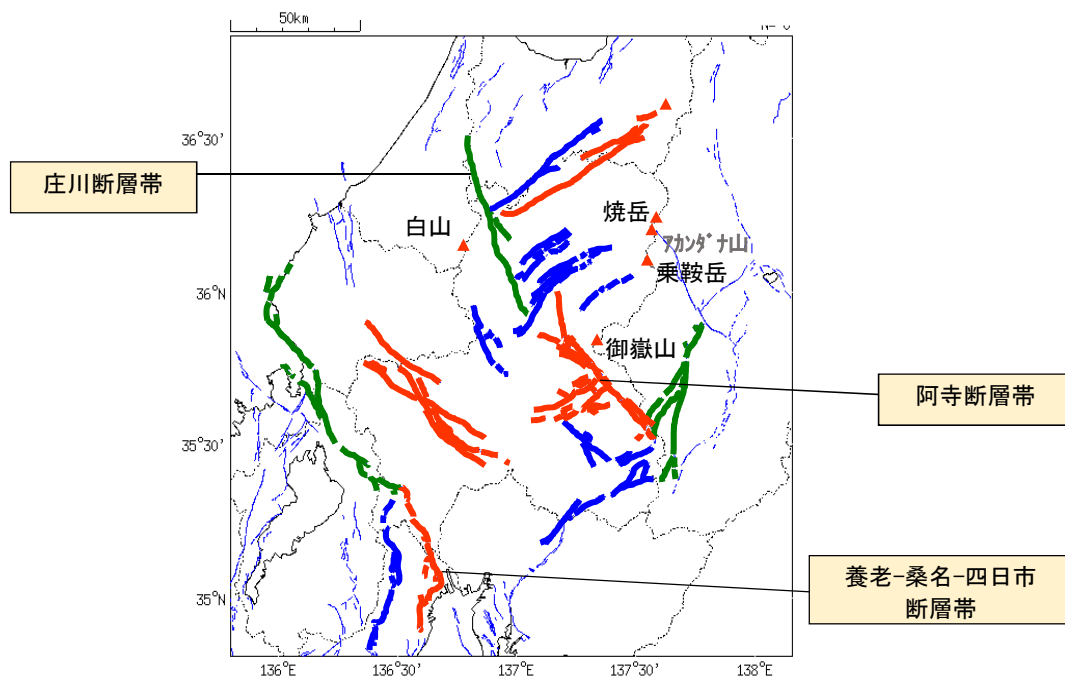 50km
36°30′
庄川断層帯
白山
焼岳
アカンダナ山
乗鞍岳
36°N
御嶽山
阿寺断層帯
35°30′
養老-桑名-四日市
断層帯
35°N
136°E
136°30′
137°E
137°30′
138°E